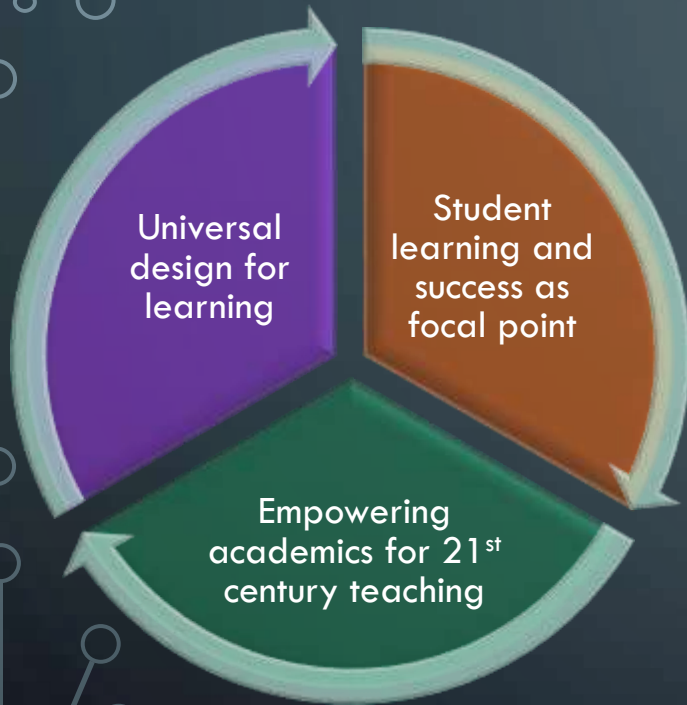 Universal
design for
learning
Student
learning and
success as
focal point
Empowering
academics for 21st
century teaching